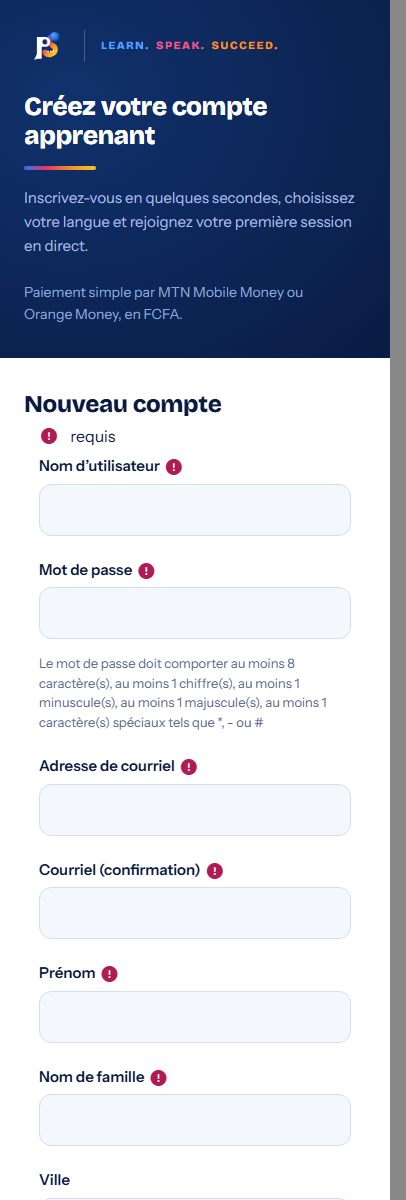 LEARN. SPEAK. SUCCEED.
Créez votre compte
apprenant
Inscrivez-vous en quelques secondes, choisissez
votre langue et rejoignez votre première session
en direct.
Paiement simple par MTN Mobile Money ou
Orange Money, en FCFA.
Nouveau compte
requis
Nom d’utilisateur
Mot de passe
Le mot de passe doit comporter au moins 8
caractère(s), au moins 1 chiffre(s), au moins 1
minuscule(s), au moins 1 majuscule(s), au moins 1
caractère(s) spéciaux tels que *, - ou #
Adresse de courriel
Courriel (confirmation)
Prénom
Nom de famille
Ville